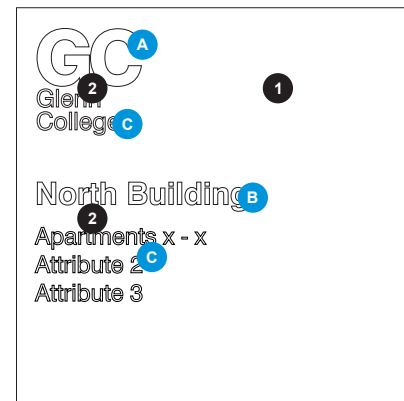 GC A
2 1
Glenn
College C
North Building B
2
Apartments x - x
Attribute 2 C
Attribute 3